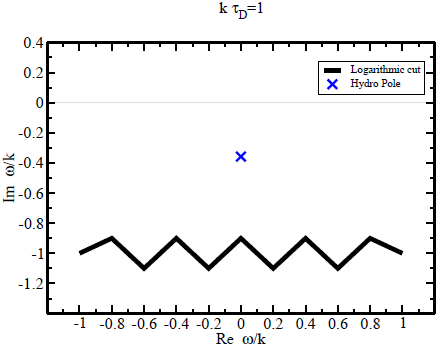 k τD=1
0.4
0.2
0
-0.2
-0.4
-0.6
-0.8
-1
-1.2
Im ω/k
Logarithmic cut
Hydro Pole
-1 -0.8 -0.6 -0.4 -0.2 0 0.2 0.4 0.6 0.8 1
Re ω/k